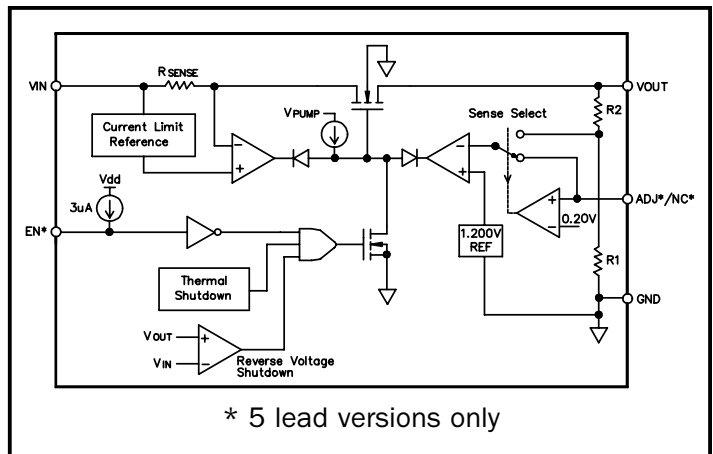 VIN
RSENSE
VOUT
Current Limit
Reference
VPUMP
Sense Select
R2
-
+
-
+
Vdd
3uA
EN*
+
-
0.20V
ADJ*/NC*
1.200V
REF
Thermal
Shutdown
R1
GND
VOUT
+
VIN
-
Reverse Voltage
Shutdown
* 5 lead versions only